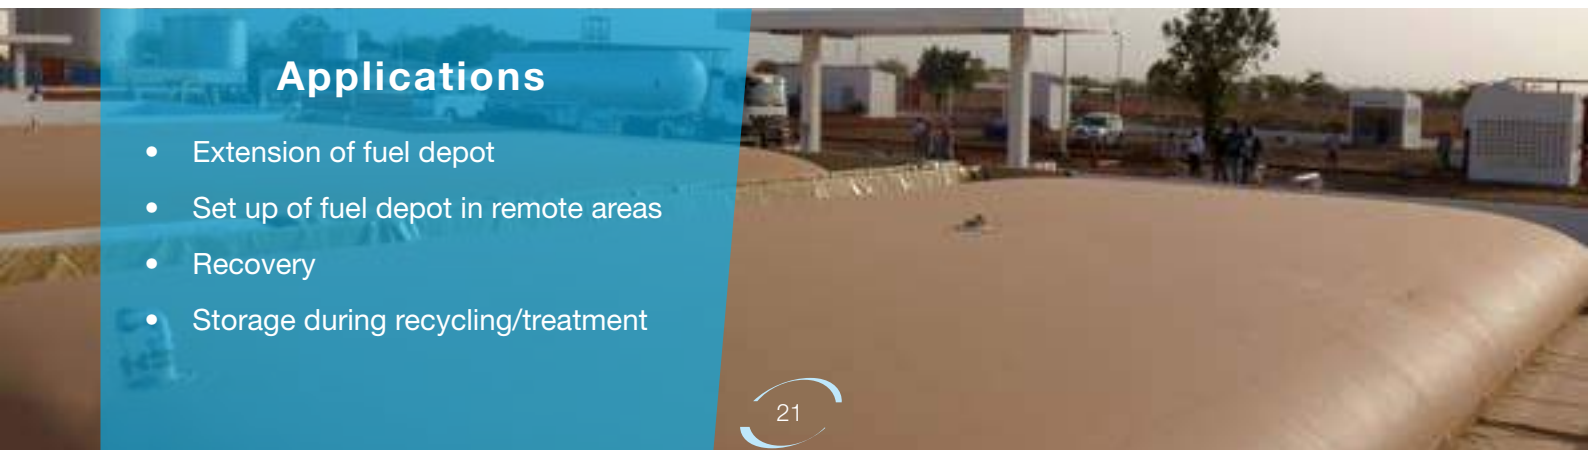 Applications
• Extension of fuel depot
• Set up of fuel depot in remote areas
• Recovery
• Storage during recycling/treatment
21